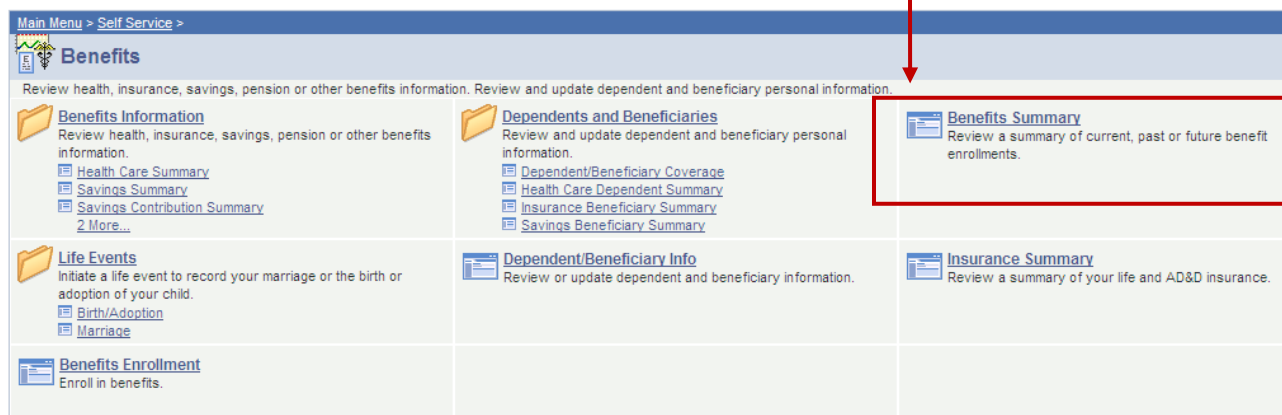 Main Menu > Self Service >
Benefits
Review health, insurance, savings, pension or other benefits information. Review and update dependent and beneficiary personal information.
Benefits Information
Review health, insurance, savings, pension or other benefits
information.
Health Care Summary
Savings Summary
Savings Contribution Summary
2 More...
Dependents and Beneficiaries
Review and update dependent and beneficiary personal
information.
Dependent/Beneficiary Coverage
Health Care Dependent Summary
Insurance Beneficiary Summary
Savings Beneficiary Summary
Benefits Summary
Review a summary of current, past or future benefit
enrollments.
Life Events
Initiate a life event to record your marriage or the birth or
adoption of your child.
Birth/Adoption
Marriage
Dependent/Beneficiary Info
Review or update dependent and beneficiary information.
Insurance Summary
Review a summary of your life and AD&D insurance.
Benefits Enrollment
Enroll in benefits.